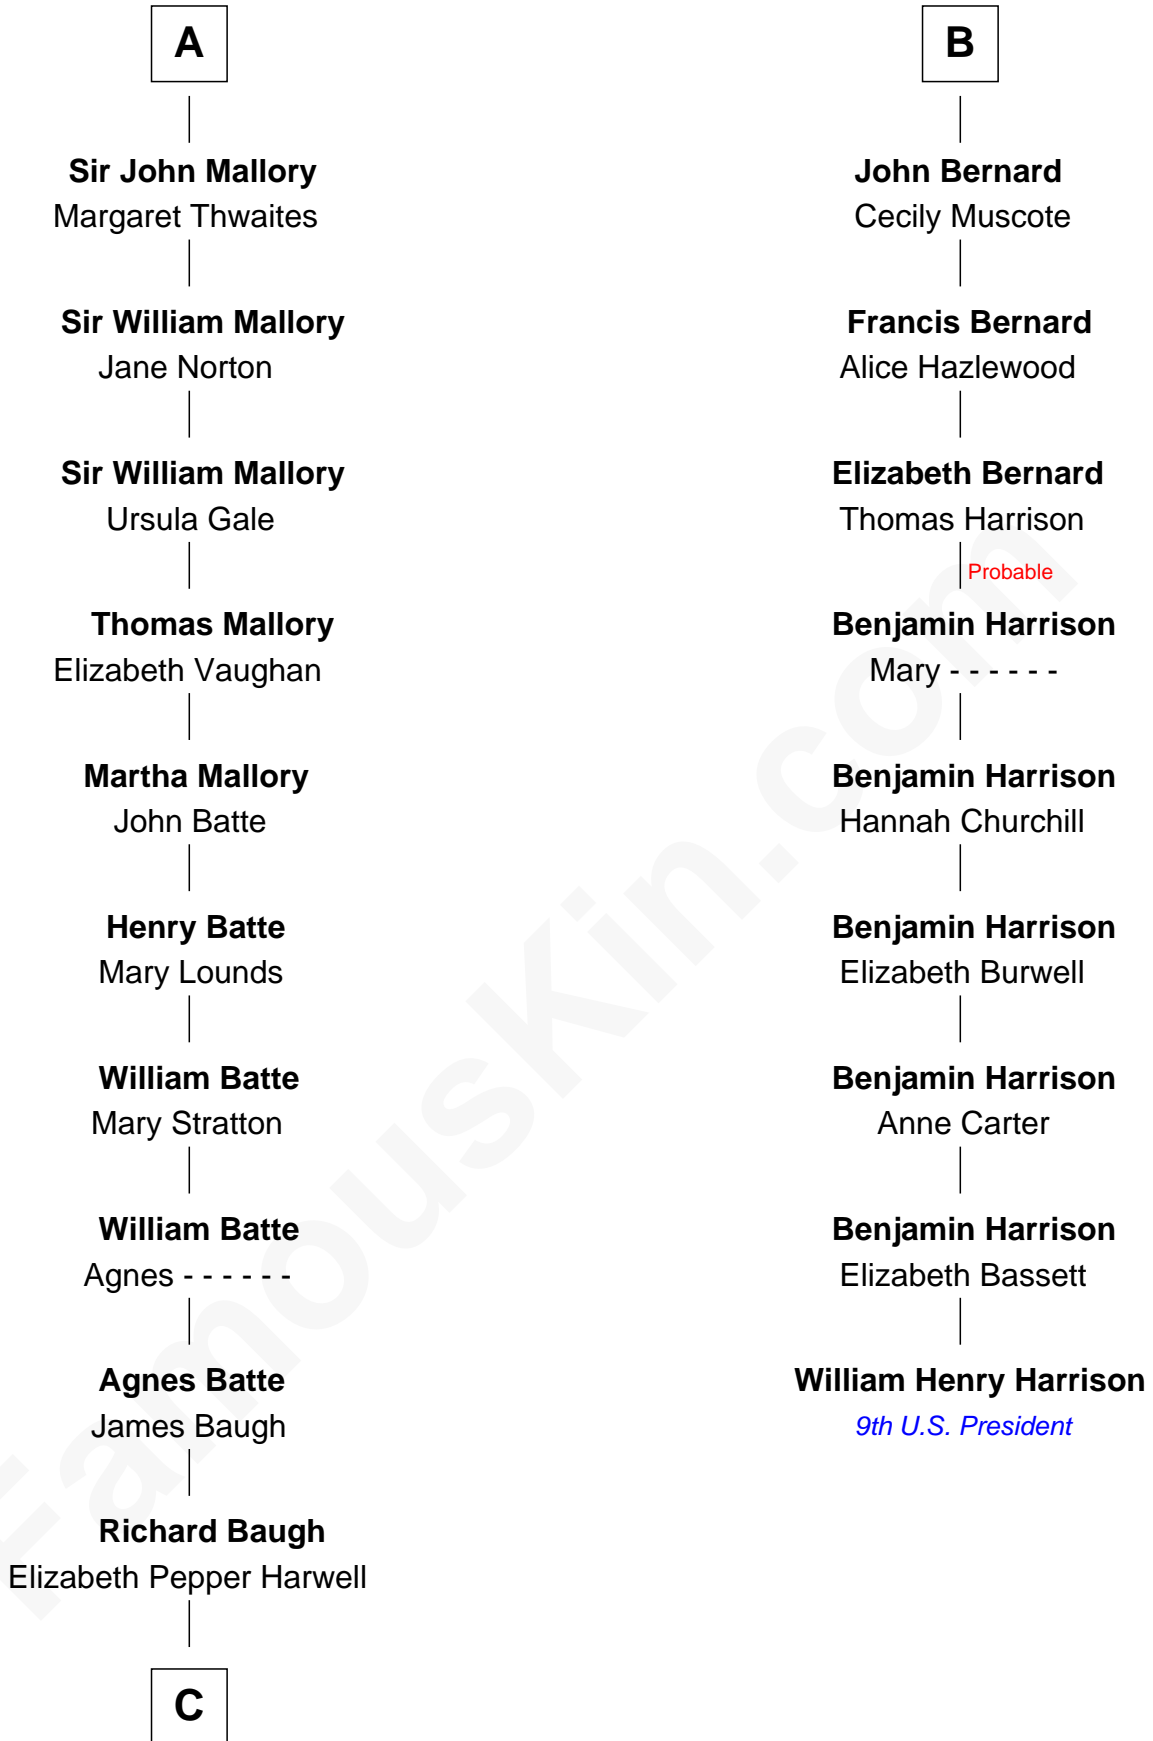 A
Sir John Mallory
Margaret Thwaites
Sir William Mallory
Jane Norton
Sir William Mallory
Ursula Gale
Thomas Mallory
Elizabeth Vaughan
Martha Mallory
John Batte
Henry Batte
Mary Lounds
William Batte
Mary Stratton
William Batte
Agnes - - - - - -
Agnes Batte
James Baugh
Richard Baugh
Elizabeth Pepper Harwell
C
B
John Bernard
Cecily Muscote
Francis Bernard
Alice Hazlewood
Elizabeth Bernard
Thomas Harrison
Probable
Benjamin Harrison
Mary - - - - - -
Benjamin Harrison
Hannah Churchill
Benjamin Harrison
Elizabeth Burwell
Benjamin Harrison
Anne Carter
Benjamin Harrison
Elizabeth Bassett
William Henry Harrison
9th U.S. President
FamousKin.com